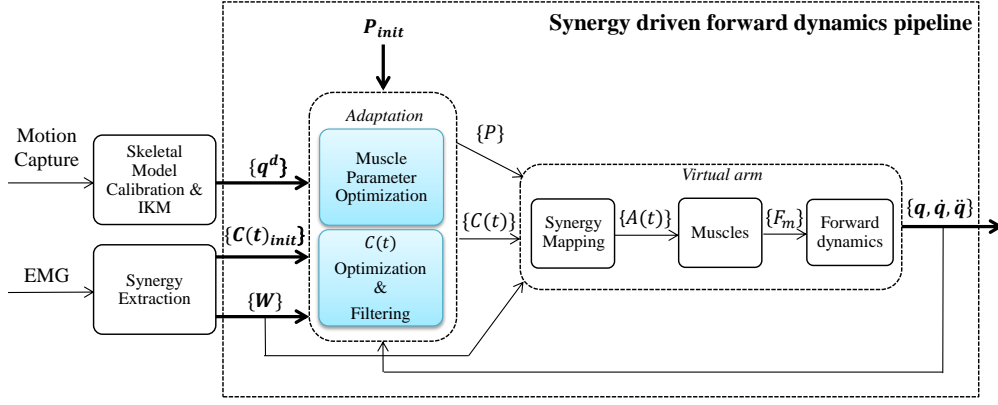 Synergy driven forward dynamics pipeline
P_init
Adaptation
Motion
Capture
Skeletal
Model
Calibration &
IKM
{q^d}
Muscle
Parameter
Optimization
{P}
Virtual arm
{C(t)_init}
C(t)
Optimization
&
Filtering
{C(t)}
Synergy
Mapping
{A(t)}
Muscles
{F_m}
Forward
dynamics
{q, q̇, q̈}
EMG
Synergy
Extraction
{W}